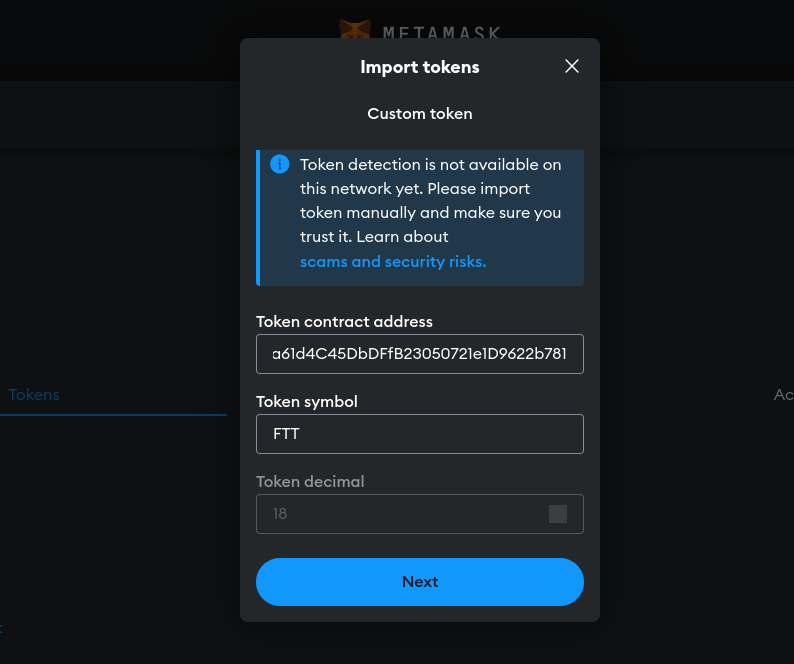 METAMASK
Import tokens
Custom token
Token detection is not available on
this network yet. Please import
token manually and make sure you
trust it. Learn about
scams and security risks.
Token contract address
a61d4C45DbDFfB23050721e1D9622b781
Tokens
Ac
Token symbol
FTT
Token decimal
18
Next